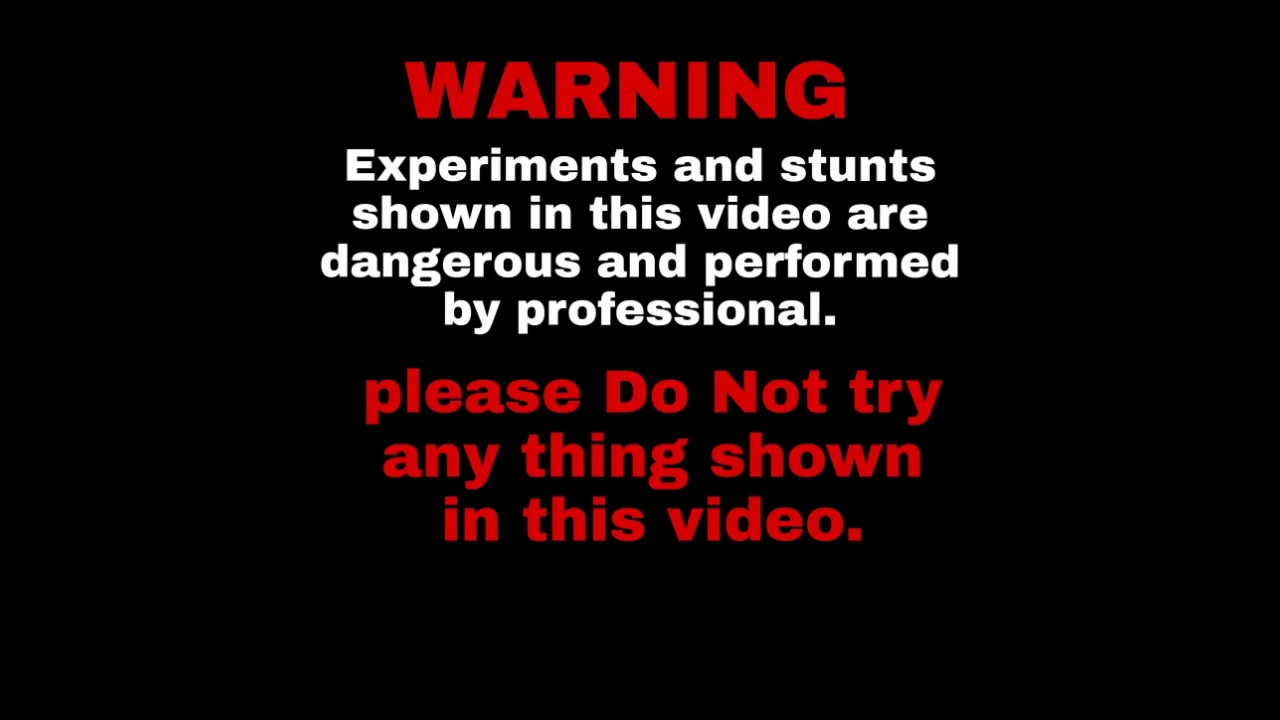 WARNING
Experiments and stunts
shown in this video are
dangerous and performed
by professional.
please Do Not try
any thing shown
in this video.